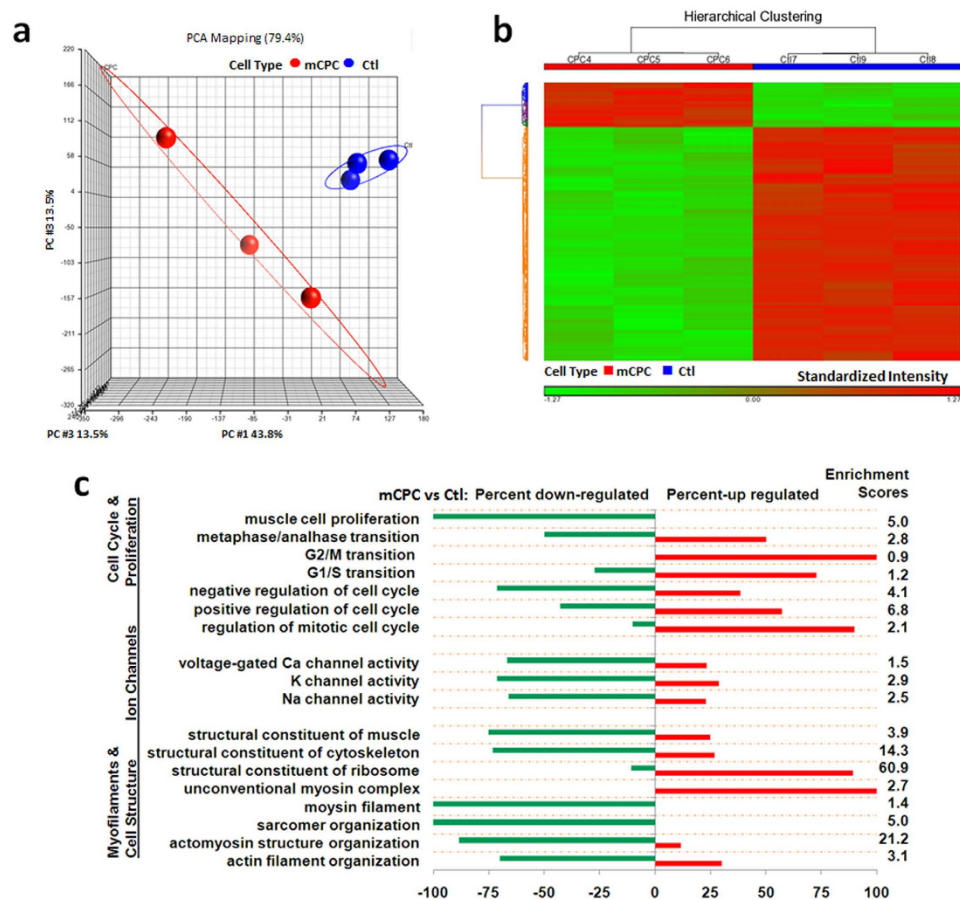 a
PCA Mapping (79.4%)
Cell Type mCPC Ctl
220
166
112
58
4
-50
-103
-157
-211
-265
-320
PC #3 13.5%
CPC
Ctl
-296 -243 -190 -137 -85 -31 21 74 127 180
PC #3 13.5% PC #1 43.8%
b
Hierarchical Clustering
CPC4 CPC5 CPC6 Ctl7 Ctl9 Ctl8
Cell Type mCPC Ctl Standardized Intensity
-1.27 0.00 1.27
c
mCPC vs Ctl: Percent down-regulated Percent-up regulated Enrichment Scores
Cell Cycle & Proliferation
muscle cell proliferation 5.0
metaphase/analhase transition 2.8
G2/M transition 0.9
G1/S transition 1.2
negative regulation of cell cycle 4.1
positive regulation of cell cycle 6.8
regulation of mitotic cell cycle 2.1
Ion Channels
voltage-gated Ca channel activity 1.5
K channel activity 2.9
Na channel activity 2.5
Myofilaments & Cell Structure
structural constituent of muscle 3.9
structural constituent of cytoskeleton 14.3
structural constituent of ribosome 60.9
unconventional myosin complex 2.7
moysin filament 1.4
sarcomer organization 5.0
actomyosin structure organization 21.2
actin filament organization 3.1
-100 -75 -50 -25 0 25 50 75 100